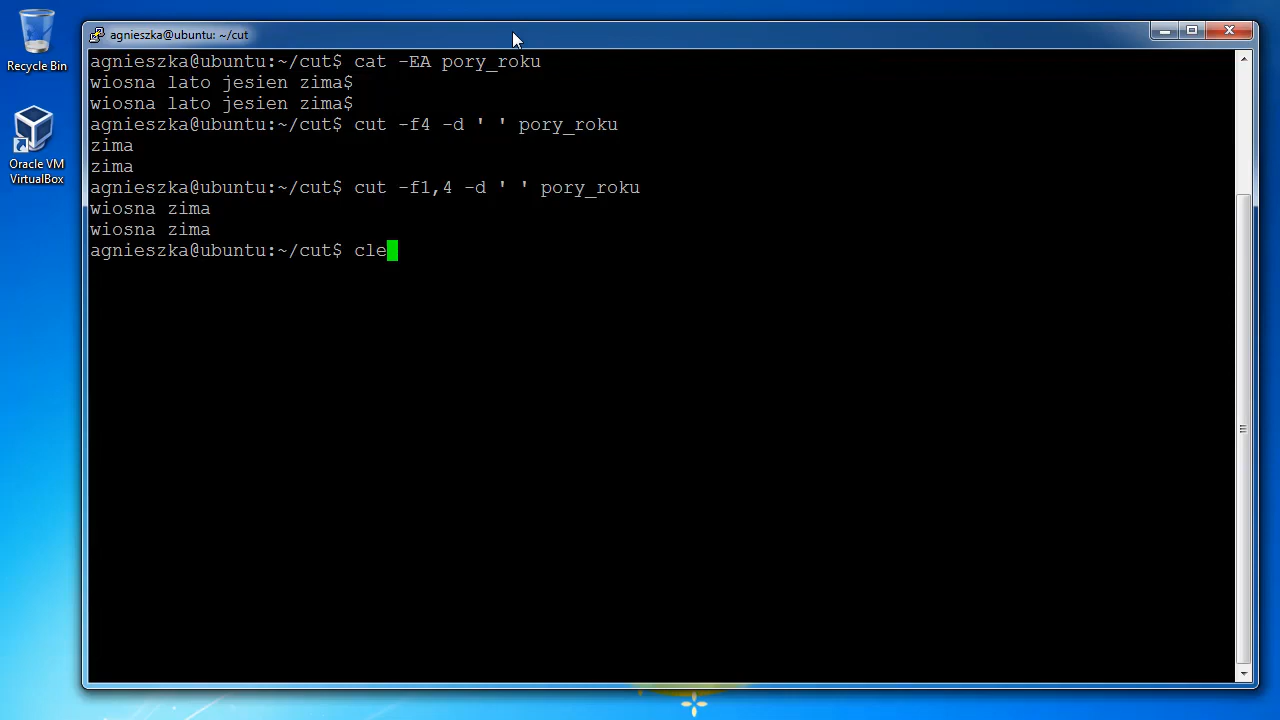 Recycle Bin
Oracle VM
VirtualBox
agnieszka@ubuntu: ~/cut
agnieszka@ubuntu:~/cut$ cat -EA pory_roku
wiosna lato jesien zima$
wiosna lato jesien zima$
agnieszka@ubuntu:~/cut$ cut -f4 -d ' ' pory_roku
zima
zima
agnieszka@ubuntu:~/cut$ cut -f1,4 -d ' ' pory_roku
wiosna zima
wiosna zima
agnieszka@ubuntu:~/cut$ cle